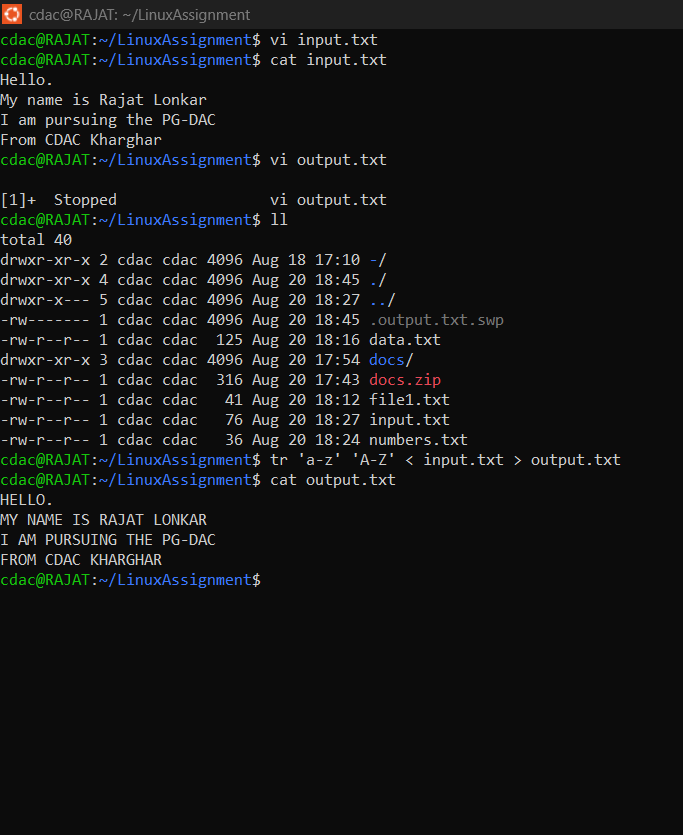 cdac@RAJAT: ~/LinuxAssignment
cdac@RAJAT:~/LinuxAssignment$ vi input.txt
cdac@RAJAT:~/LinuxAssignment$ cat input.txt
Hello.
My name is Rajat Lonkar
I am pursuing the PG-DAC
From CDAC Kharghar
cdac@RAJAT:~/LinuxAssignment$ vi output.txt
[1]+  Stopped                 vi output.txt
cdac@RAJAT:~/LinuxAssignment$ ll
total 40
drwxr-xr-x 2 cdac cdac 4096 Aug 18 17:10 -/
drwxr-xr-x 4 cdac cdac 4096 Aug 20 18:45 ./
drwxr-x--- 5 cdac cdac 4096 Aug 20 18:27 ../
-rw------- 1 cdac cdac 4096 Aug 20 18:45 .output.txt.swp
-rw-r--r-- 1 cdac cdac  125 Aug 20 18:16 data.txt
drwxr-xr-x 3 cdac cdac 4096 Aug 20 17:54 docs/
-rw-r--r-- 1 cdac cdac  316 Aug 20 17:43 docs.zip
-rw-r--r-- 1 cdac cdac   41 Aug 20 18:12 file1.txt
-rw-r--r-- 1 cdac cdac   76 Aug 20 18:27 input.txt
-rw-r--r-- 1 cdac cdac   36 Aug 20 18:24 numbers.txt
cdac@RAJAT:~/LinuxAssignment$ tr 'a-z' 'A-Z' < input.txt > output.txt
cdac@RAJAT:~/LinuxAssignment$ cat output.txt
HELLO.
MY NAME IS RAJAT LONKAR
I AM PURSUING THE PG-DAC
FROM CDAC KHARGHAR
cdac@RAJAT:~/LinuxAssignment$